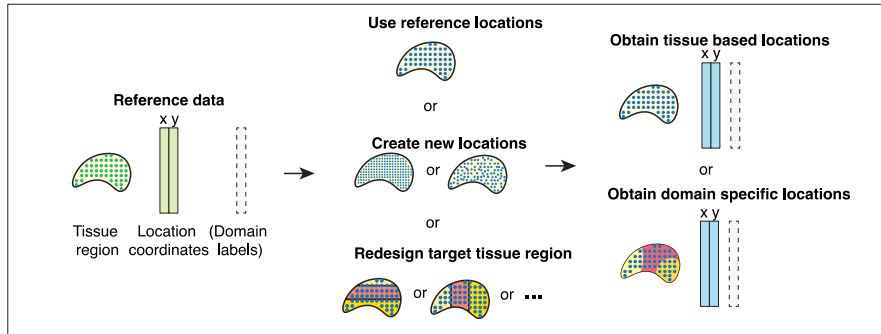 Reference data
x y
Tissue region
Location coordinates
(Domain labels)
Use reference locations
or
Create new locations
or
or
Redesign target tissue region
or
or ...
Obtain tissue based locations
x y
or
Obtain domain specific locations
x y